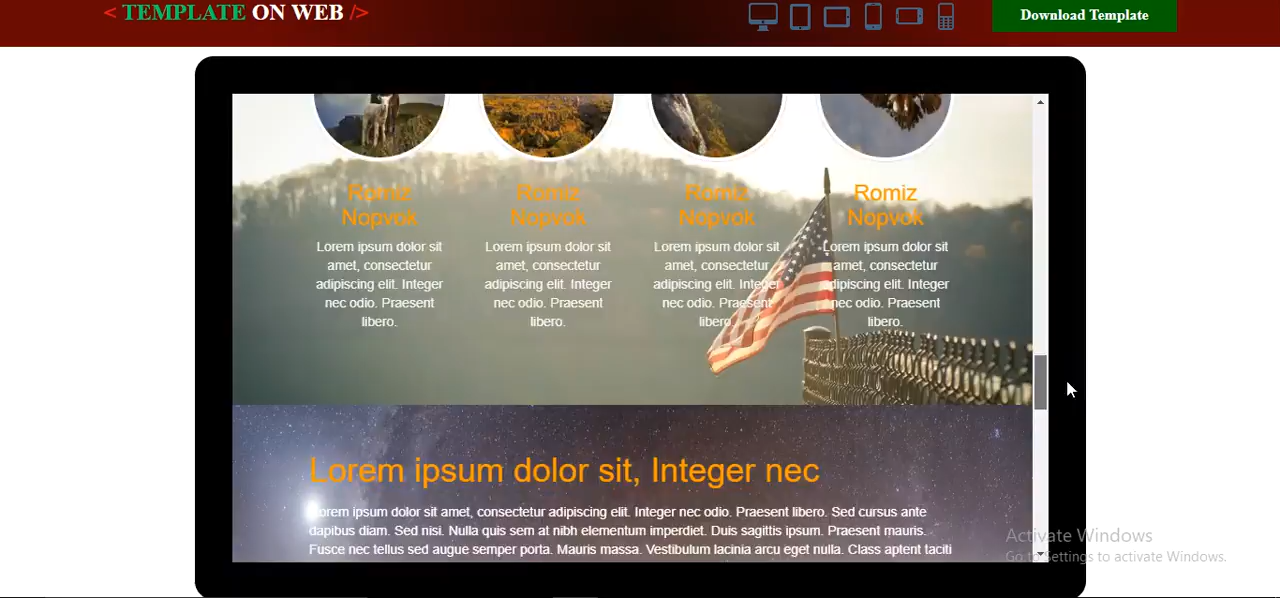 < TEMPLATE ON WEB />
Download Template
Romiz
Nopvok
Lorem ipsum dolor sit
amet, consectetur
adipiscing elit. Integer
nec odio. Praesent
libero.
Romiz
Nopvok
Lorem ipsum dolor sit
amet, consectetur
adipiscing elit. Integer
nec odio. Praesent
libero.
Romiz
Nopvok
Lorem ipsum dolor sit
amet, consectetur
adipiscing elit. Integer
nec odio. Praesent
libero.
Romiz
Nopvok
Lorem ipsum dolor sit
amet, consectetur
adipiscing elit. Integer
nec odio. Praesent
libero.
Lorem ipsum dolor sit, Integer nec
Lorem ipsum dolor sit amet, consectetur adipiscing elit. Integer nec odio. Praesent libero. Sed cursus ante
dapibus diam. Sed nisi. Nulla quis sem at nibh elementum imperdiet. Duis sagittis ipsum. Praesent mauris.
Fusce nec tellus sed augue semper porta. Mauris massa. Vestibulum lacinia arcu eget nulla. Class aptent taciti
Activate Windows
Go to Settings to activate Windows.